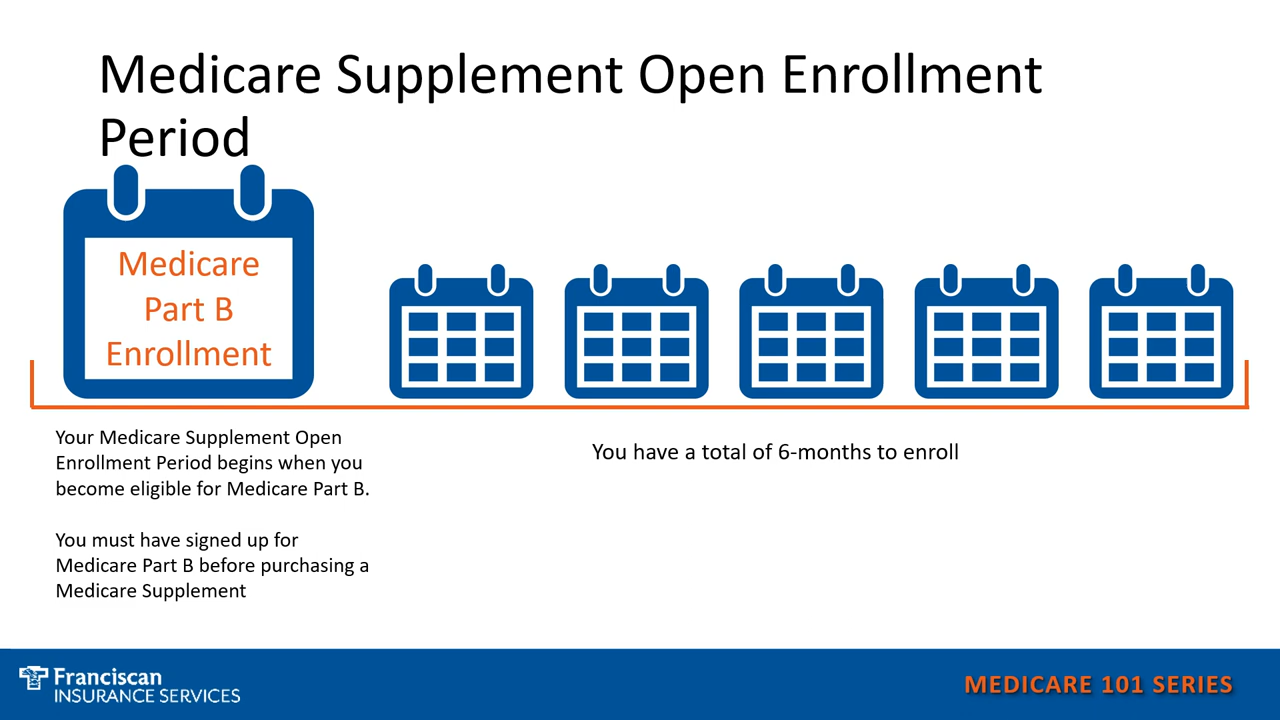 Medicare Supplement Open Enrollment
Period
Medicare
Part B
Enrollment
Your Medicare Supplement Open
Enrollment Period begins when you
become eligible for Medicare Part B.
You must have signed up for
Medicare Part B before purchasing a
Medicare Supplement
You have a total of 6-months to enroll
Franciscan
INSURANCE SERVICES
MEDICARE 101 SERIES